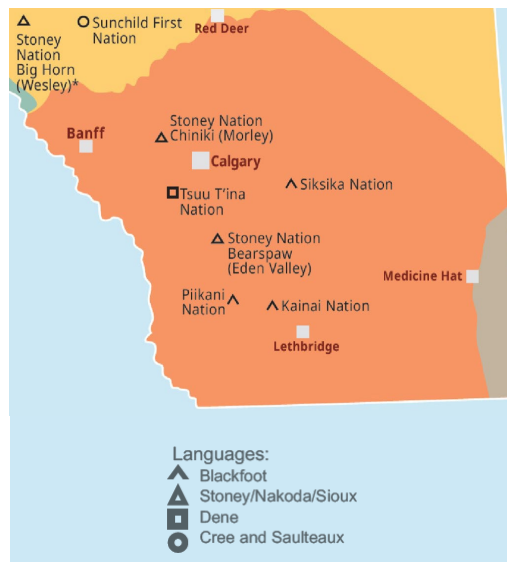 Sunchild First
Nation
Red Deer
Stoney
Nation
Big Horn
(Wesley)*
Stoney Nation
Chiniki (Morley)
Banff
Calgary
Siksika Nation
Tsuu T'ina
Nation
Stoney Nation
Bearspaw
(Eden Valley)
Medicine Hat
Piikani
Nation
Kainai Nation
Lethbridge
Languages:
Blackfoot
Stoney/Nakoda/Sioux
Dene
Cree and Saulteaux